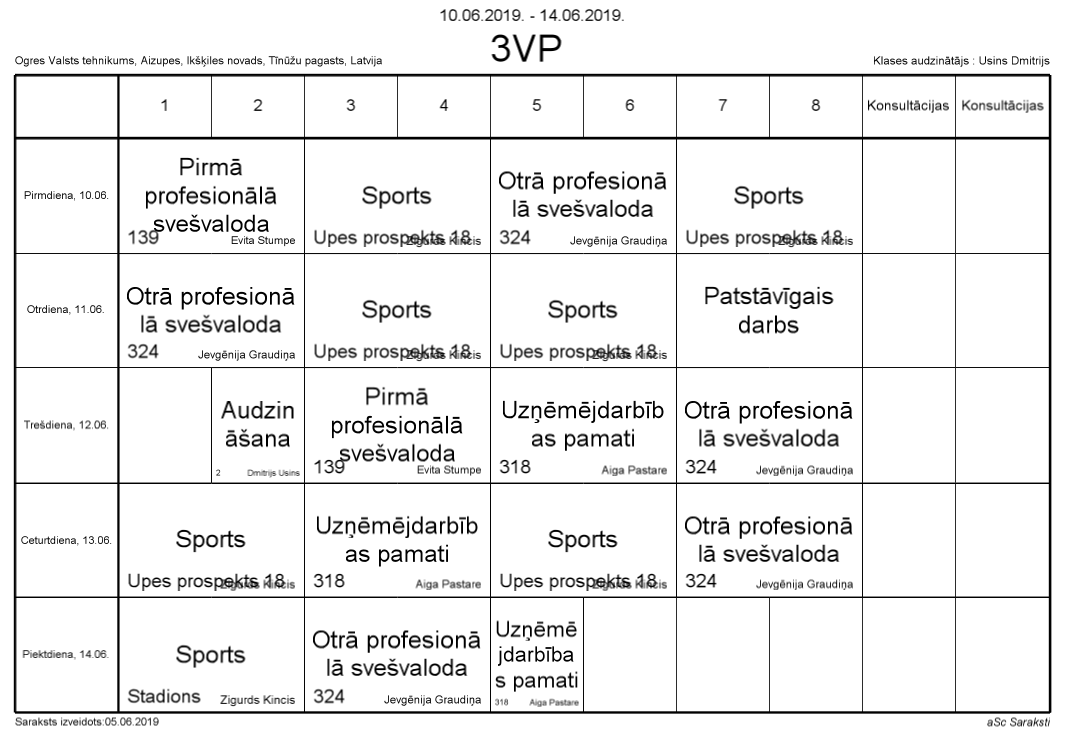 10.06.2019. - 14.06.2019.
3VP
Ogres Valsts tehnikums, Aizupes, Ikšķiles novads, Tīnūžu pagasts, Latvija
Klases audzinātājs : Usins Dmitrijs
1 2 3 4 5 6 7 8 Konsultācijas Konsultācijas
Pirmdiena, 10.06.
Pirmā
profesionālā
svešvaloda
139 Evita Stumpe
Sports
Upes prospekts 18 Zigurds Kincis
Otrā profesionā
lā svešvaloda
324 Jevgēnija Graudiņa
Sports
Upes prospekts 18 Zigurds Kincis
Otrdiena, 11.06.
Otrā profesionā
lā svešvaloda
324 Jevgēnija Graudiņa
Sports
Upes prospekts 18 Zigurds Kincis
Sports
Upes prospekts 18 Zigurds Kincis
Patstāvīgais
darbs
Trešdiena, 12.06.
Audzin
āšana
2 Dmitrijs Usins
Pirmā
profesionālā
svešvaloda
139 Evita Stumpe
Uzņēmējdarbīb
as pamati
318 Aiga Pastare
Otrā profesionā
lā svešvaloda
324 Jevgēnija Graudiņa
Ceturtdiena, 13.06.
Sports
Upes prospekts 18 Zigurds Kincis
Uzņēmējdarbīb
as pamati
318 Aiga Pastare
Sports
Upes prospekts 18 Zigurds Kincis
Otrā profesionā
lā svešvaloda
324 Jevgēnija Graudiņa
Piektdiena, 14.06.
Sports
Stadions Zigurds Kincis
Otrā profesionā
lā svešvaloda
324 Jevgēnija Graudiņa
Uzņēmē
jdarbība
s pamati
318 Aiga Pastare
Saraksts izveidots:05.06.2019
aSc Saraksti